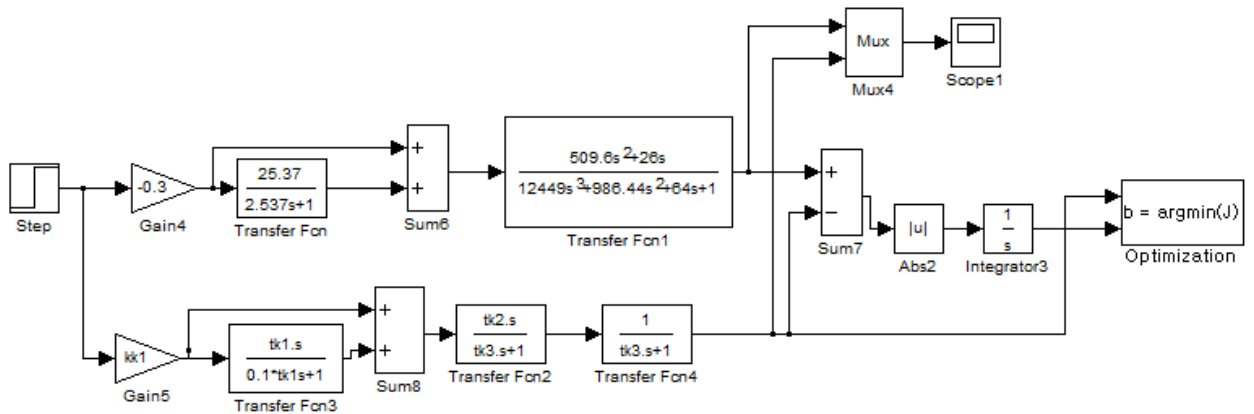 Mux
Mux4
Scope1
Step
-0.3
Gain4
25.37
2.537s+1
Transfer Fcn
+
+
Sum6
509.6s2+26s
12449s3+986.44s2+64s+1
Transfer Fcn1
+
−
Sum7
|u|
Abs2
1
s
Integrator3
b = argmin(J)
Optimization
kk1
Gain5
tk1.s
0.1*tk1s+1
Transfer Fcn3
+
+
Sum8
tk2.s
tk3.s+1
Transfer Fcn2
1
tk3.s+1
Transfer Fcn4